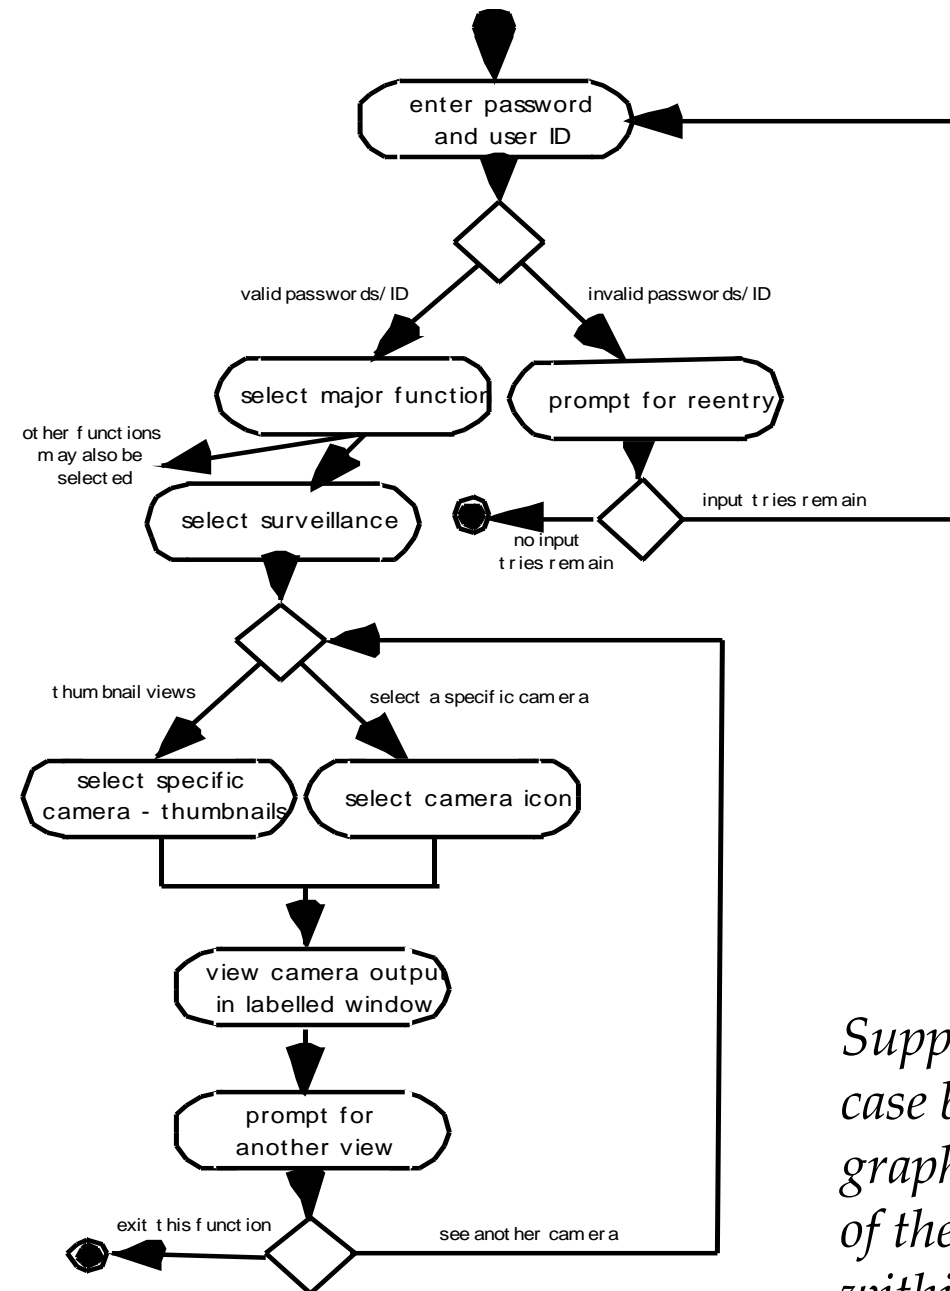 enter password
and user ID
valid passwords/ID
invalid passwords/ID
select major function
prompt for reentry
other functions
may also be
selected
select surveillance
input tries remain
no input
tries remain
thumbnail views
select a specific camera
select specific
camera - thumbnails
select camera icon
view camera output
in labelled window
prompt for
another view
exit this function
see another camera
Supp
case b
graph
of the
withi